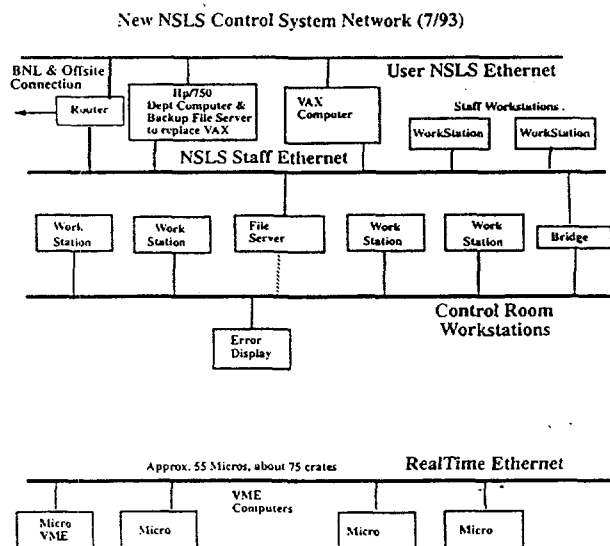 New NSLS Control System Network (7/93)
BNL & Offsite
Connection
User NSLS Ethernet
Router
Hp/750
Dept Computer &
Backup File Server
to replace VAX
VAX
Computer
Staff Workstations .
WorkStation
WorkStation
NSLS Staff Ethernet
Work
Station
Work
Station
File
Server
Work
Station
Work
Station
Bridge
Control Room
Workstations
Error
Display
Approx. 55 Micros, about 75 crates
RealTime Ethernet
VME
Computers
Micro
VME
Micro
Micro
Micro